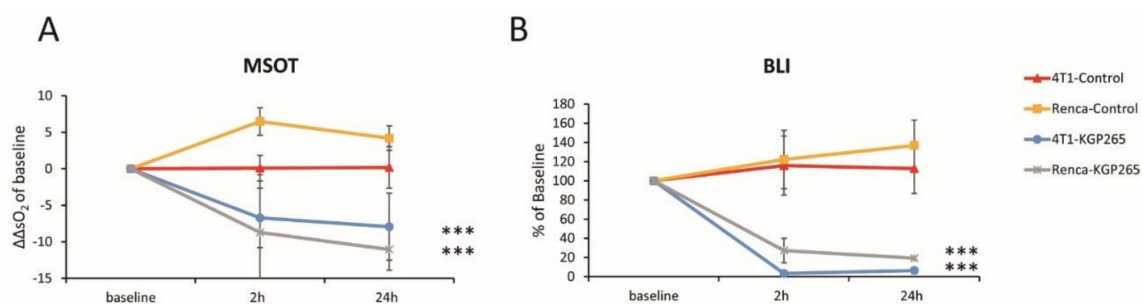 A
MSOT
ΔΔsO₂ of baseline
10
5
0
-5
-10
-15
baseline
2h
24h
***
***
B
BLI
% of Baseline
180
160
140
120
100
80
60
40
20
0
baseline
2h
24h
***
***
4T1-Control
Renca-Control
4T1-KGP265
Renca-KGP265